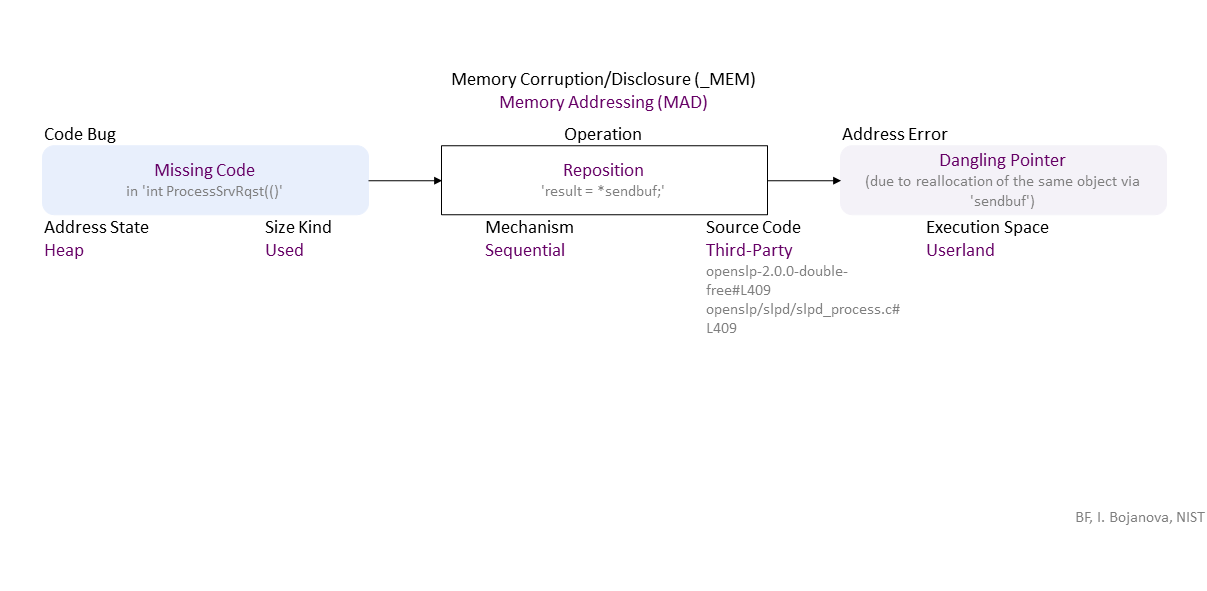 Memory Corruption/Disclosure (_MEM)
Memory Addressing (MAD)
Code Bug
Operation
Address Error
Missing Code
in 'int ProcessSrvRqst(()'
Reposition
'result = *sendbuf;'
Dangling Pointer
(due to reallocation of the same object via
'sendbuf')
Address State
Size Kind
Mechanism
Source Code
Execution Space
Heap
Used
Sequential
Third-Party
Userland
openslp-2.0.0-double-
free#L409
openslp/slpd/slpd_process.c#
L409
BF, I. Bojanova, NIST